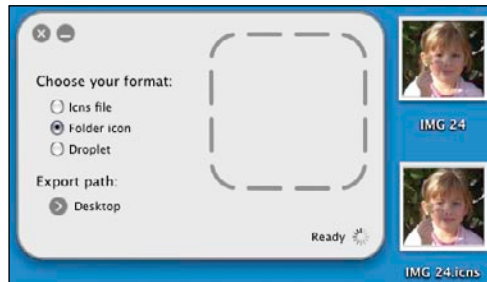 Choose your format:
Icns file
Folder icon
Droplet
Export path:
Desktop
Ready
IMG 24
IMG 24.icns